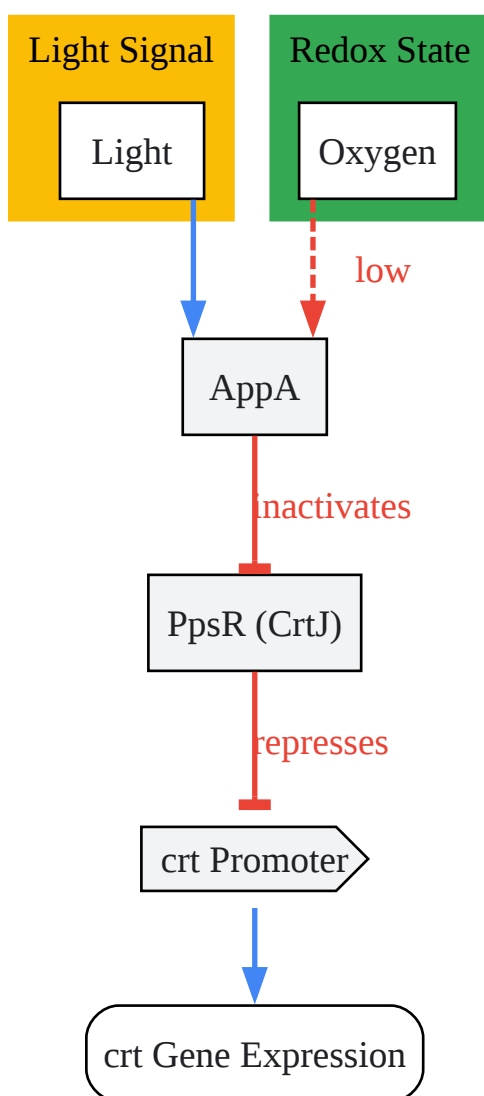 Light Signal
Redox State
Light
Oxygen
low
AppA
inactivates
PpsR (CrtJ)
represses
crt Promoter
crt Gene Expression